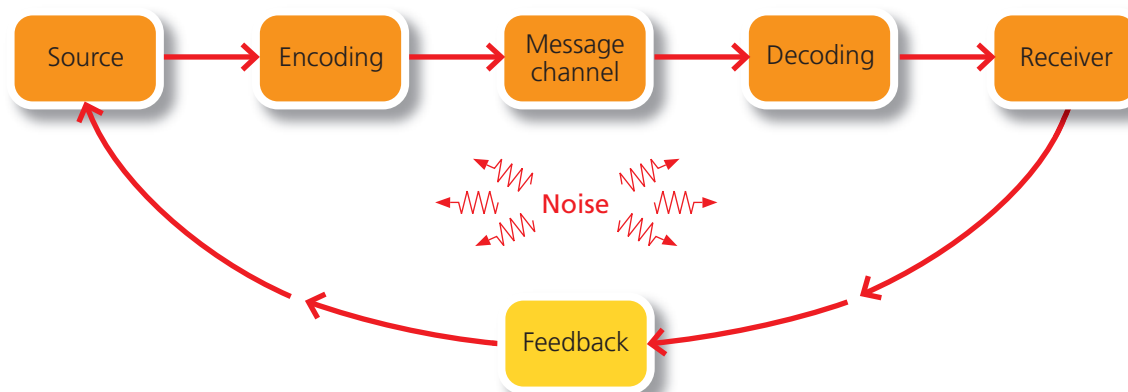 Source
Encoding
Message
channel
Decoding
Receiver
Noise
Feedback